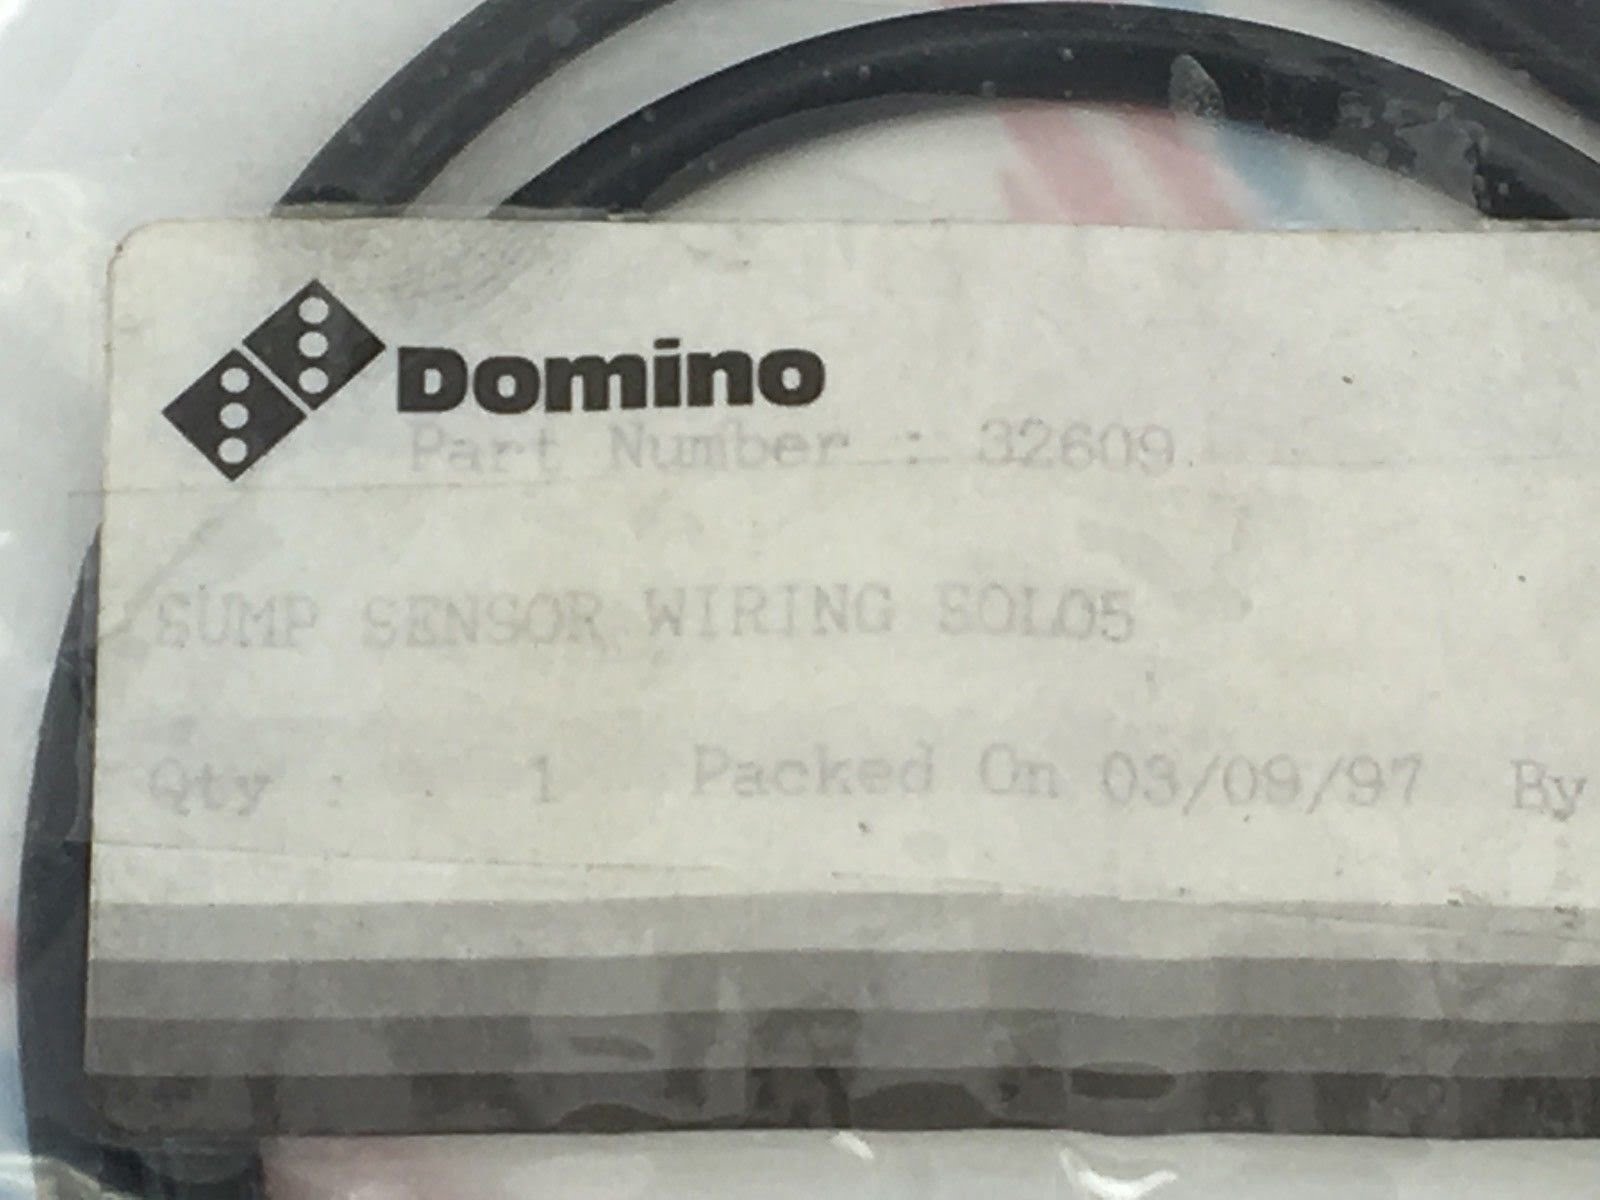 Domino
Part Number : 32609
SUMP SENSOR WIRING SOL05
Qty : 1 Packed On 03/09/97 By